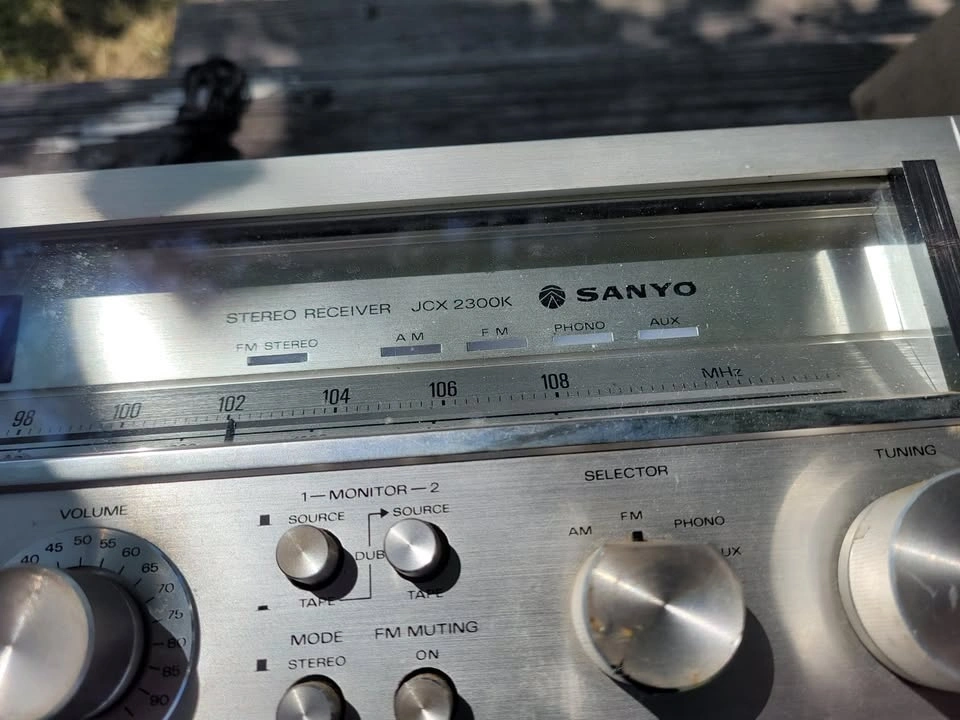 STEREO RECEIVER JCX 2300K SANYO
FM STEREO AM FM PHONO AUX
98 100 102 104 106 108 MHz
TUNING
SELECTOR
1—MONITOR—2
VOLUME
SOURCE SOURCE
AM FM PHONO
UX
DUB
40 45 50 55 60 65 70 75 80 85 90
TAPE TAPE
MODE FM MUTING
STEREO ON